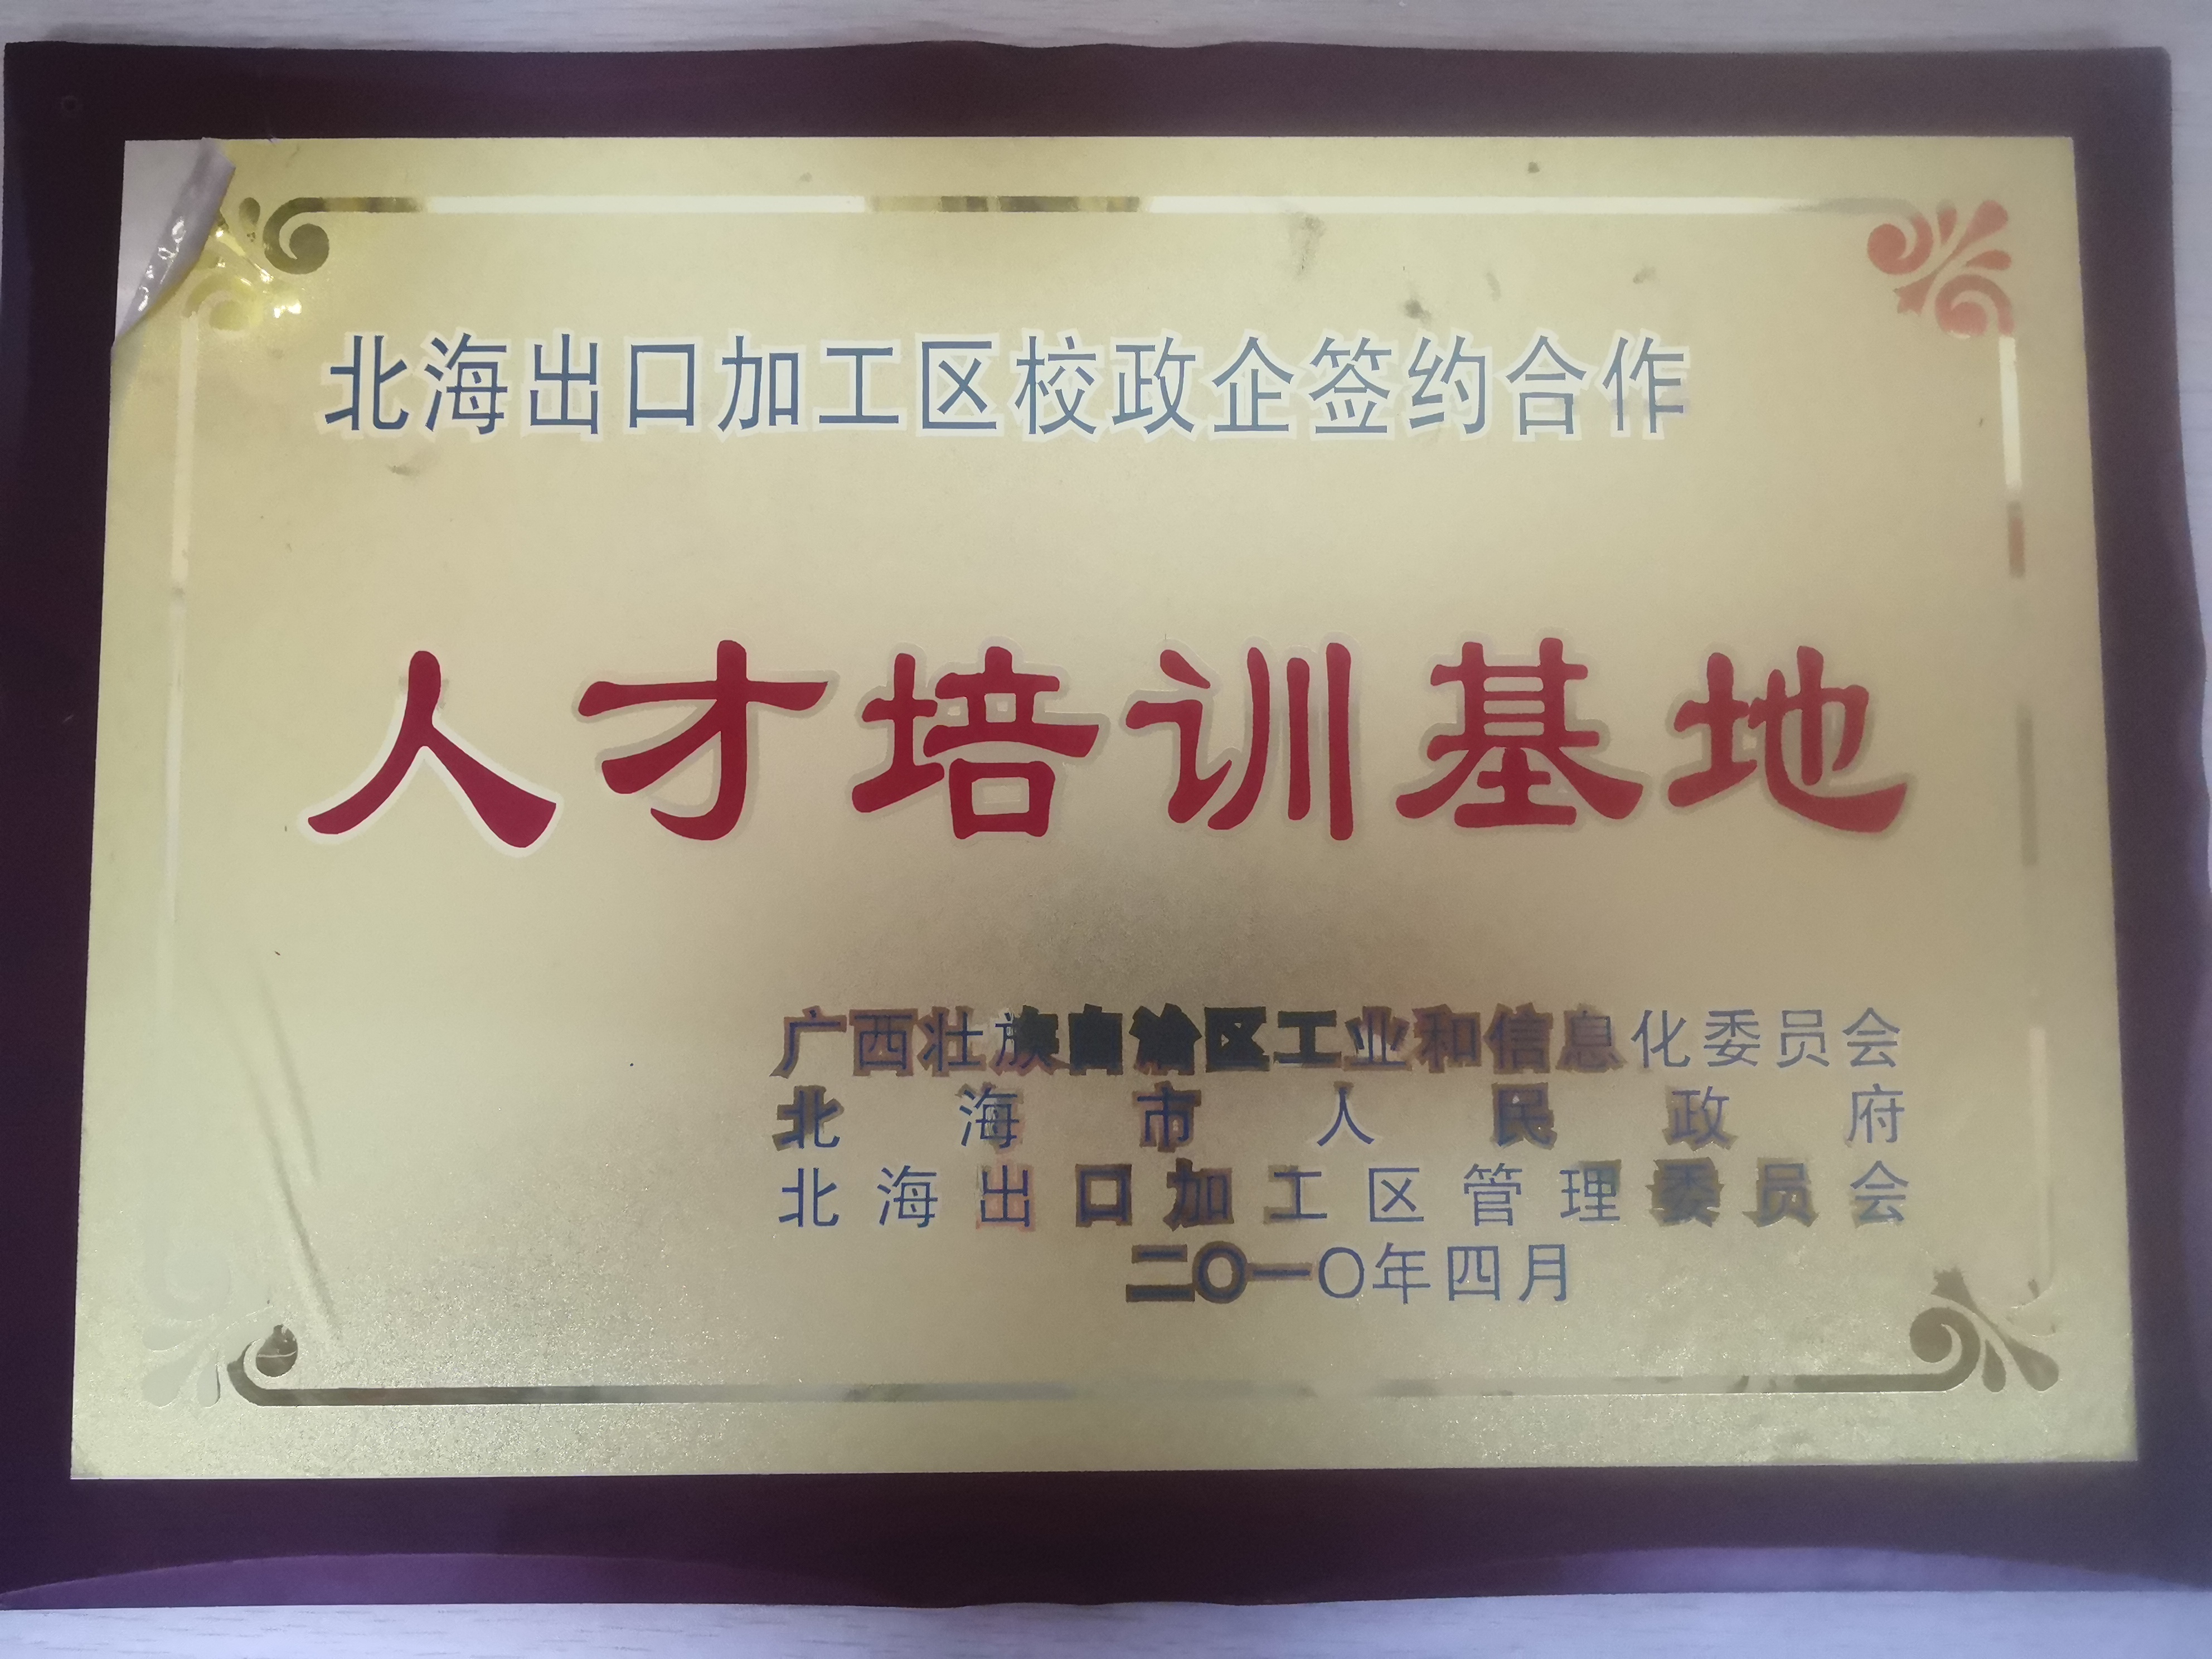 北海出口加工区校政企签约合作
人才培训基地
广西壮族自治区工业和信息化委员会
北海市人民政府
北海出口加工区管理委员会
二〇一〇年四月